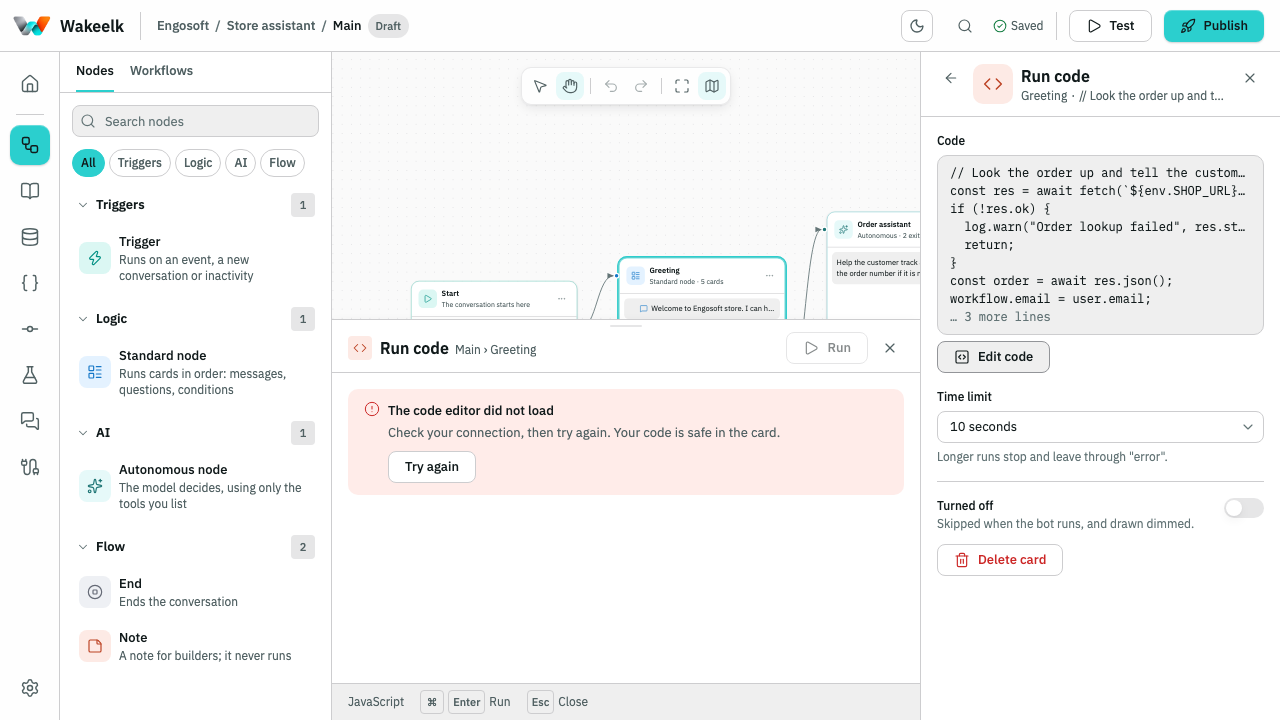 Wakeelk
Engosoft / Store assistant / Main Draft
Saved
Test
Publish
Nodes
Workflows
Search nodes
All
Triggers
Logic
AI
Flow
Triggers 1
Trigger
Runs on an event, a new
conversation or inactivity
Logic 1
Standard node
Runs cards in order: messages,
questions, conditions
AI 1
Autonomous node
The model decides, using only the
tools you list
Flow 2
End
Ends the conversation
Note
A note for builders; it never runs
Start
The conversation starts here
Greeting
Standard node · 5 cards
Welcome to Engosoft store. I can h...
Order assistant
Autonomous · 2 exit
Help the customer track
the order number if it is
Run code Main › Greeting
Run
The code editor did not load
Check your connection, then try again. Your code is safe in the card.
Try again
JavaScript ⌘ Enter Run Esc Close
Run code
Greeting · // Look the order up and t...
Code
// Look the order up and tell the custom…
const res = await fetch(`${env.SHOP_URL}…
if (!res.ok) {
  log.warn("Order lookup failed", res.st…
  return;
}
const order = await res.json();
workflow.email = user.email;
… 3 more lines
Edit code
Time limit
10 seconds
Longer runs stop and leave through "error".
Turned off
Skipped when the bot runs, and drawn dimmed.
Delete card